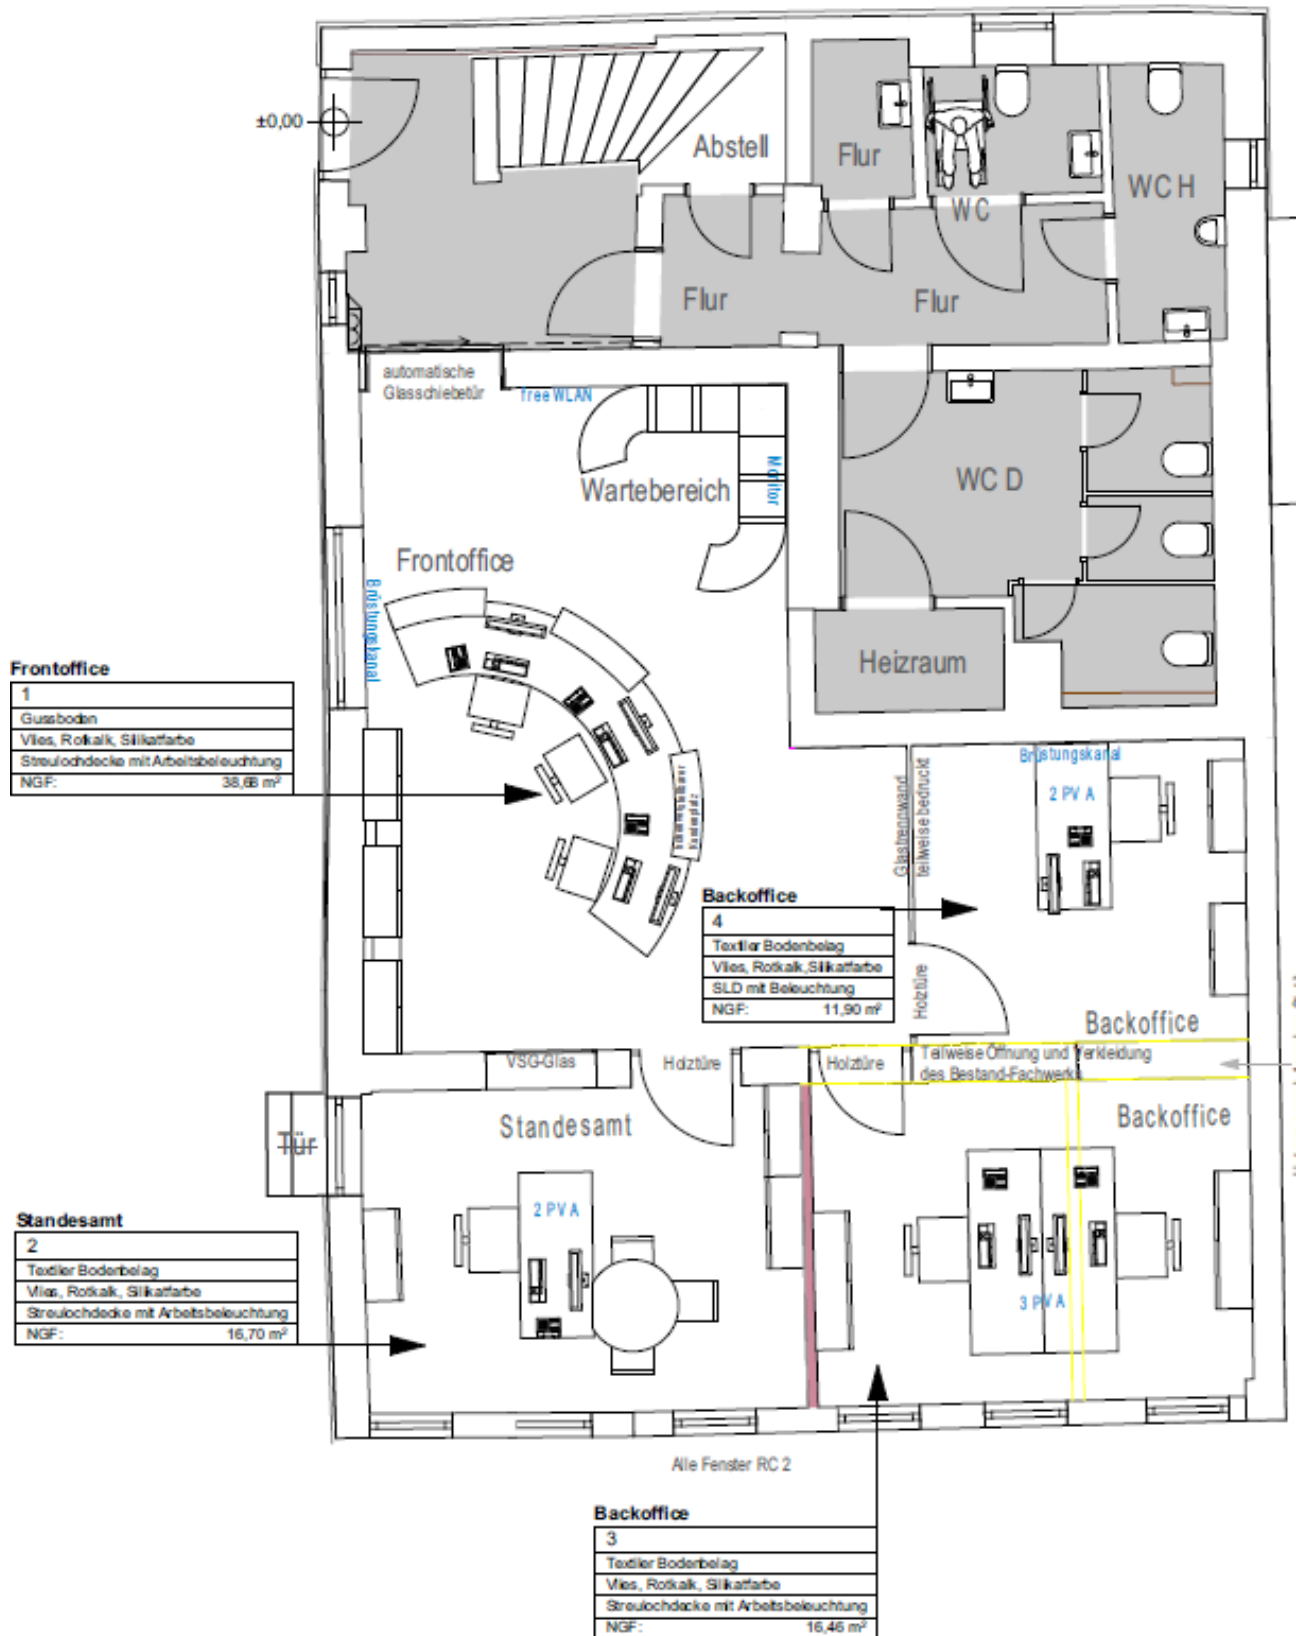 ±0,00
Abstell
Flur
WC
WC H
Flur
Flur
automatische
Glasschiebetür
free WLAN
Wartebereich
Monitor
WC D
Frontoffice
Brüstungskanal
Heizraum
Frontoffice
1
Gussboden
Vlies, Rotkalk, Silikatfarbe
Streulochdecke mit Arbeitsbeleuchtung
NGF: 38,68 m²
Glastrennwand
teilweise bedruckt
Brüstungskanal
2 PV A
Backoffice
4
Textiler Bodenbelag
Vlies, Rotkalk,Silikatfarbe
SLD mit Beleuchtung
NGF: 11,90 m²
Holztüre
Backoffice
VSG-Glas
Holztüre
Holztüre
Teilweise Öffnung und Verkleidung
des Bestand-Fachwerks
Tür
Standesamt
Backoffice
2 PV A
3 PV A
Standesamt
2
Textiler Bodenbelag
Vlies, Rotkalk, Silikatfarbe
Streulochdecke mit Arbeitsbeleuchtung
NGF: 16,70 m²
Alle Fenster RC 2
Backoffice
3
Textiler Bodenbelag
Vlies, Rotkalk, Silikatfarbe
Streulochdecke mit Arbeitsbeleuchtung
NGF: 16,46 m²